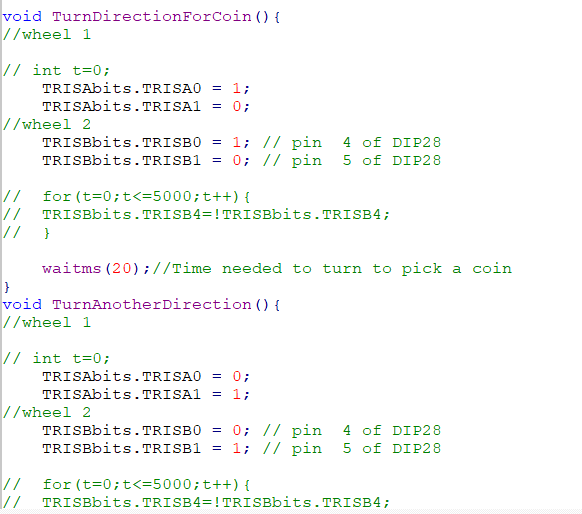 void TurnDirectionForCoin(){
//wheel 1
// int t=0;
TRISAbits.TRISA0 = 1;
TRISAbits.TRISA1 = 0;
//wheel 2
TRISBbits.TRISB0 = 1; // pin  4 of DIP28
TRISBbits.TRISB1 = 0; // pin  5 of DIP28
//  for(t=0;t<=5000;t++){
//  TRISBbits.TRISB4=!TRISBbits.TRISB4;
//  }
waitms(20);//Time needed to turn to pick a coin
}
void TurnAnotherDirection(){
//wheel 1
// int t=0;
TRISAbits.TRISA0 = 0;
TRISAbits.TRISA1 = 1;
//wheel 2
TRISBbits.TRISB0 = 0; // pin  4 of DIP28
TRISBbits.TRISB1 = 1; // pin  5 of DIP28
//  for(t=0;t<=5000;t++){
//  TRISBbits.TRISB4=!TRISBbits.TRISB4;